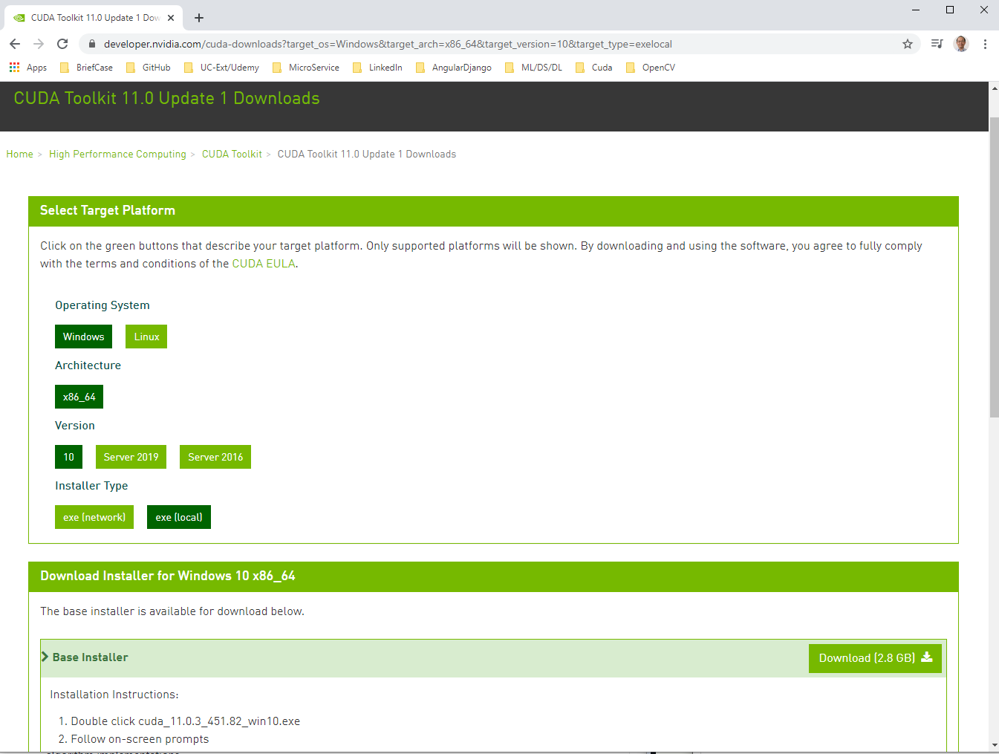 CUDA Toolkit 11.0 Update 1 Dow
developer.nvidia.com/cuda-downloads?target_os=Windows&target_arch=x86_64&target_version=10&target_type=exelocal
Apps BriefCase GitHub UC-Ext/Udemy MicroService LinkedIn AngularDjango ML/DS/DL Cuda OpenCV
CUDA Toolkit 11.0 Update 1 Downloads
Home > High Performance Computing > CUDA Toolkit > CUDA Toolkit 11.0 Update 1 Downloads
Select Target Platform
Click on the green buttons that describe your target platform. Only supported platforms will be shown. By downloading and using the software, you agree to fully comply
with the terms and conditions of the CUDA EULA.
Operating System
Windows Linux
Architecture
x86_64
Version
10 Server 2019 Server 2016
Installer Type
exe (network) exe (local)
Download Installer for Windows 10 x86_64
The base installer is available for download below.
Base Installer Download (2.8 GB)
Installation Instructions:
1. Double click cuda_11.0.3_451.82_win10.exe
2. Follow on-screen prompts